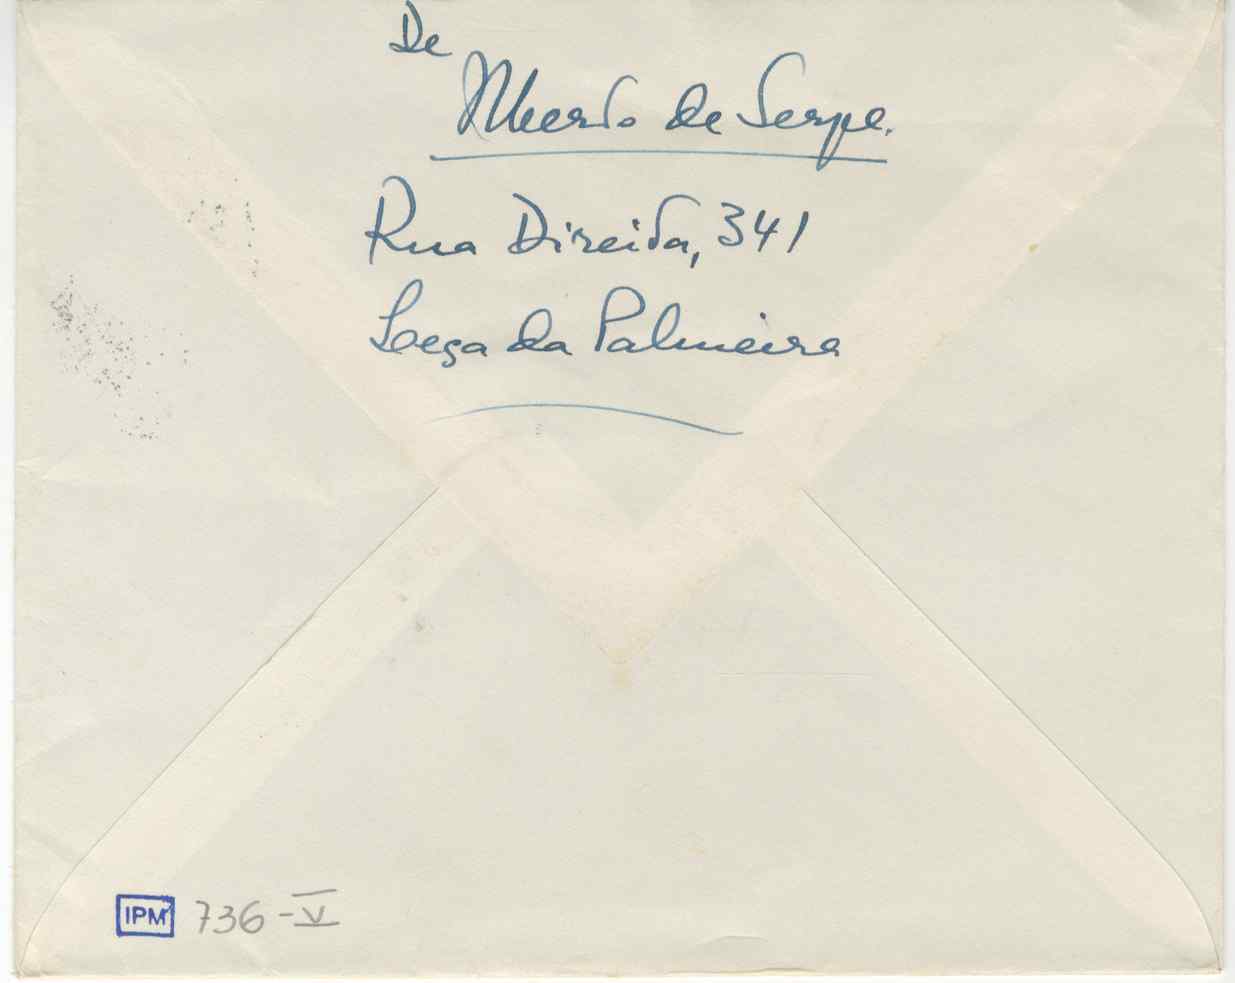 De
Alberto de Serpa.
Rua Direita, 341
Leça da Palmeira
IPM 736-V